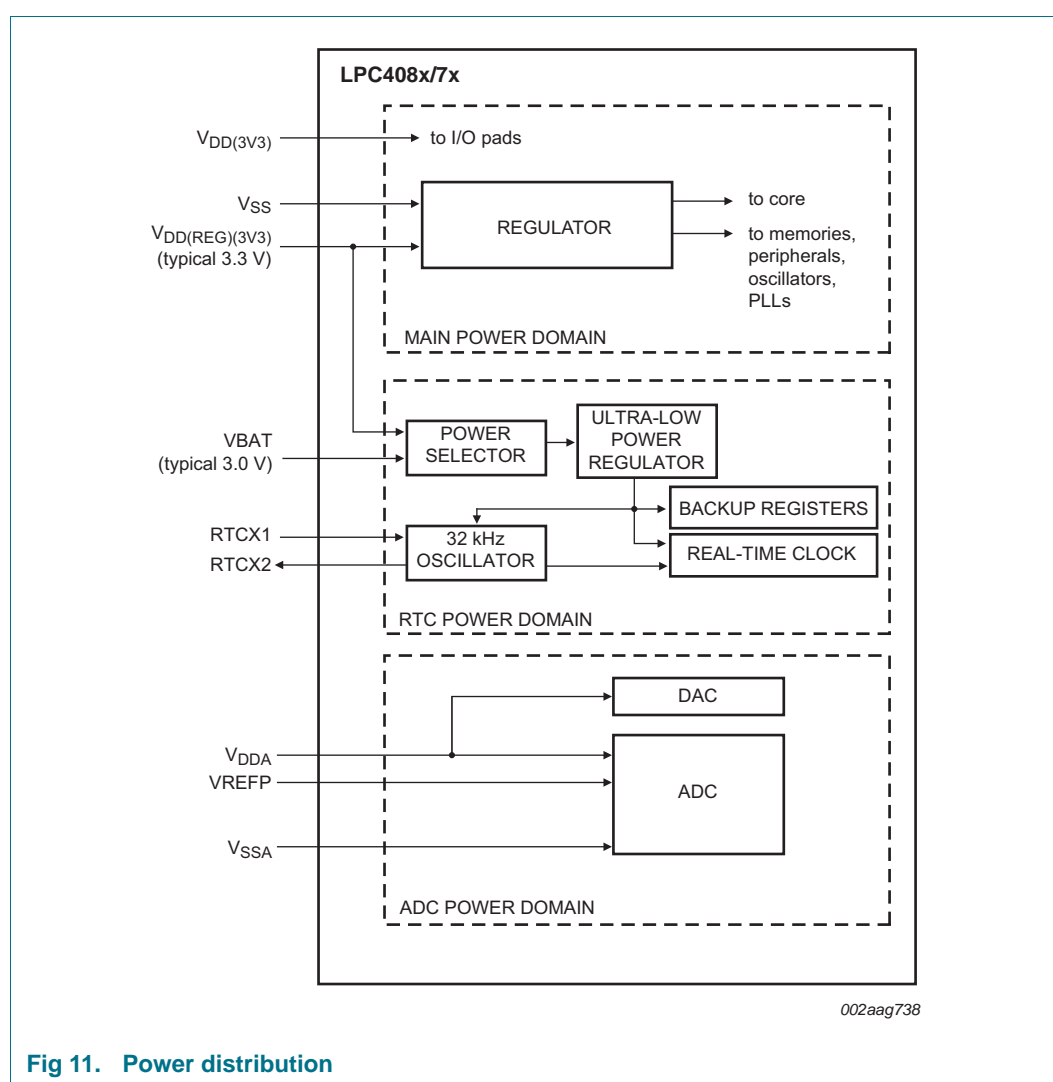 LPC408x/7x
VDD(3V3)
to I/O pads
VSS
REGULATOR
to core
VDD(REG)(3V3)
(typical 3.3 V)
to memories,
peripherals,
oscillators,
PLLs
MAIN POWER DOMAIN
VBAT
(typical 3.0 V)
POWER
SELECTOR
ULTRA-LOW
POWER
REGULATOR
BACKUP REGISTERS
RTCX1
RTCX2
32 kHz
OSCILLATOR
REAL-TIME CLOCK
RTC POWER DOMAIN
DAC
VDDA
VREFP
ADC
VSSA
ADC POWER DOMAIN
002aag738
Fig 11. Power distribution